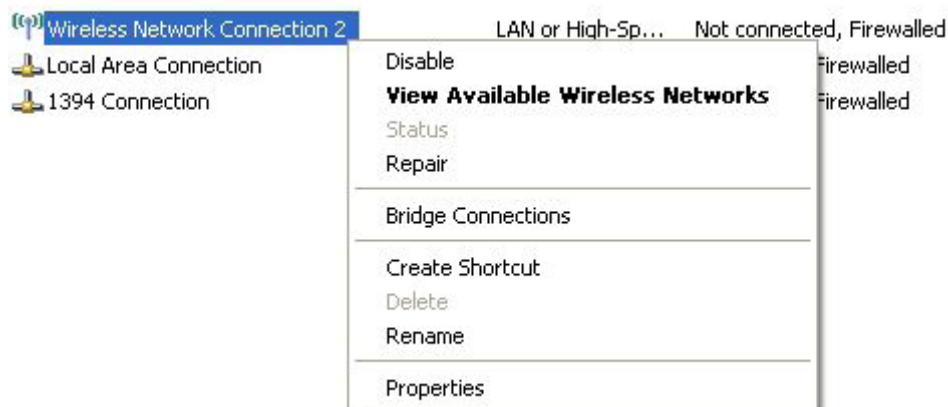 Wireless Network Connection 2 LAN or High-Sp... Not connected, Firewalled
Local Area Connection
Firewalled
1394 Connection
Firewalled
Disable
View Available Wireless Networks
Status
Repair
Bridge Connections
Create Shortcut
Delete
Rename
Properties